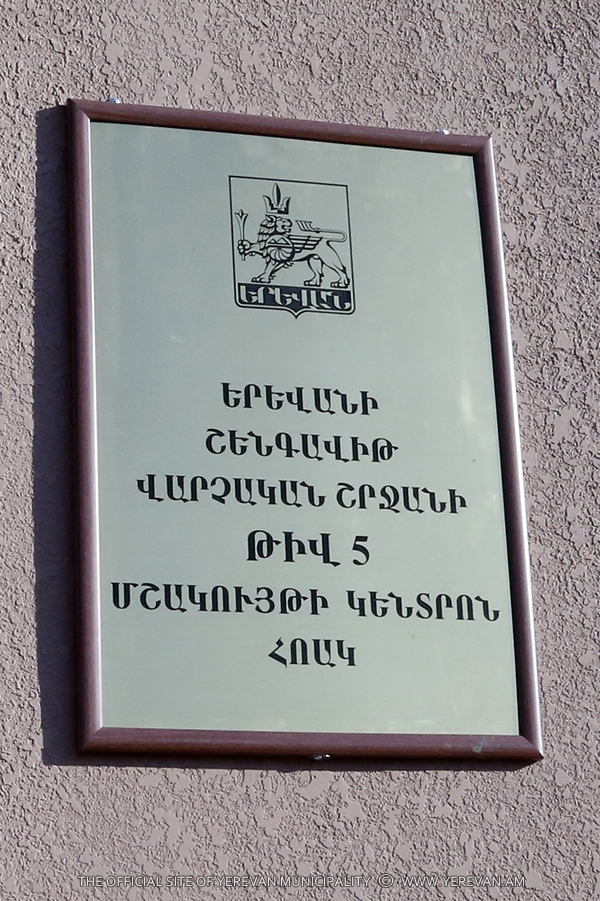 ԵՐԵՎԱՆ
ԵՐԵՎԱՆԻ
ՇԵՆԳԱՎԻԹ
ՎԱՐՉԱԿԱՆ ՇՐՋԱՆԻ
ԹԻՎ 5
ՄՇԱԿՈՒՅԹԻ ԿԵՆՏՐՈՆ
ՀՈԱԿ
THE OFFICIAL SITE OF YEREVAN MUNICIPALITY © WWW.YEREVAN.AM